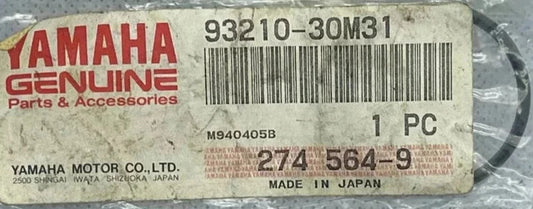 YAMAHA
GENUINE
Parts & Accessories
YAMAHA MOTOR CO., LTD.
2500 SHINGAI IWATA SHIZUOKA JAPAN
93210-30M31
M940405B
1 PC
274 564-9
MADE IN JAPAN